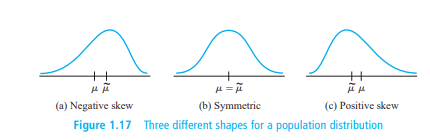 μ μ̃
μ = μ̃
μ̃ μ
(a) Negative skew
(b) Symmetric
(c) Positive skew
Figure 1.17 Three different shapes for a population distribution